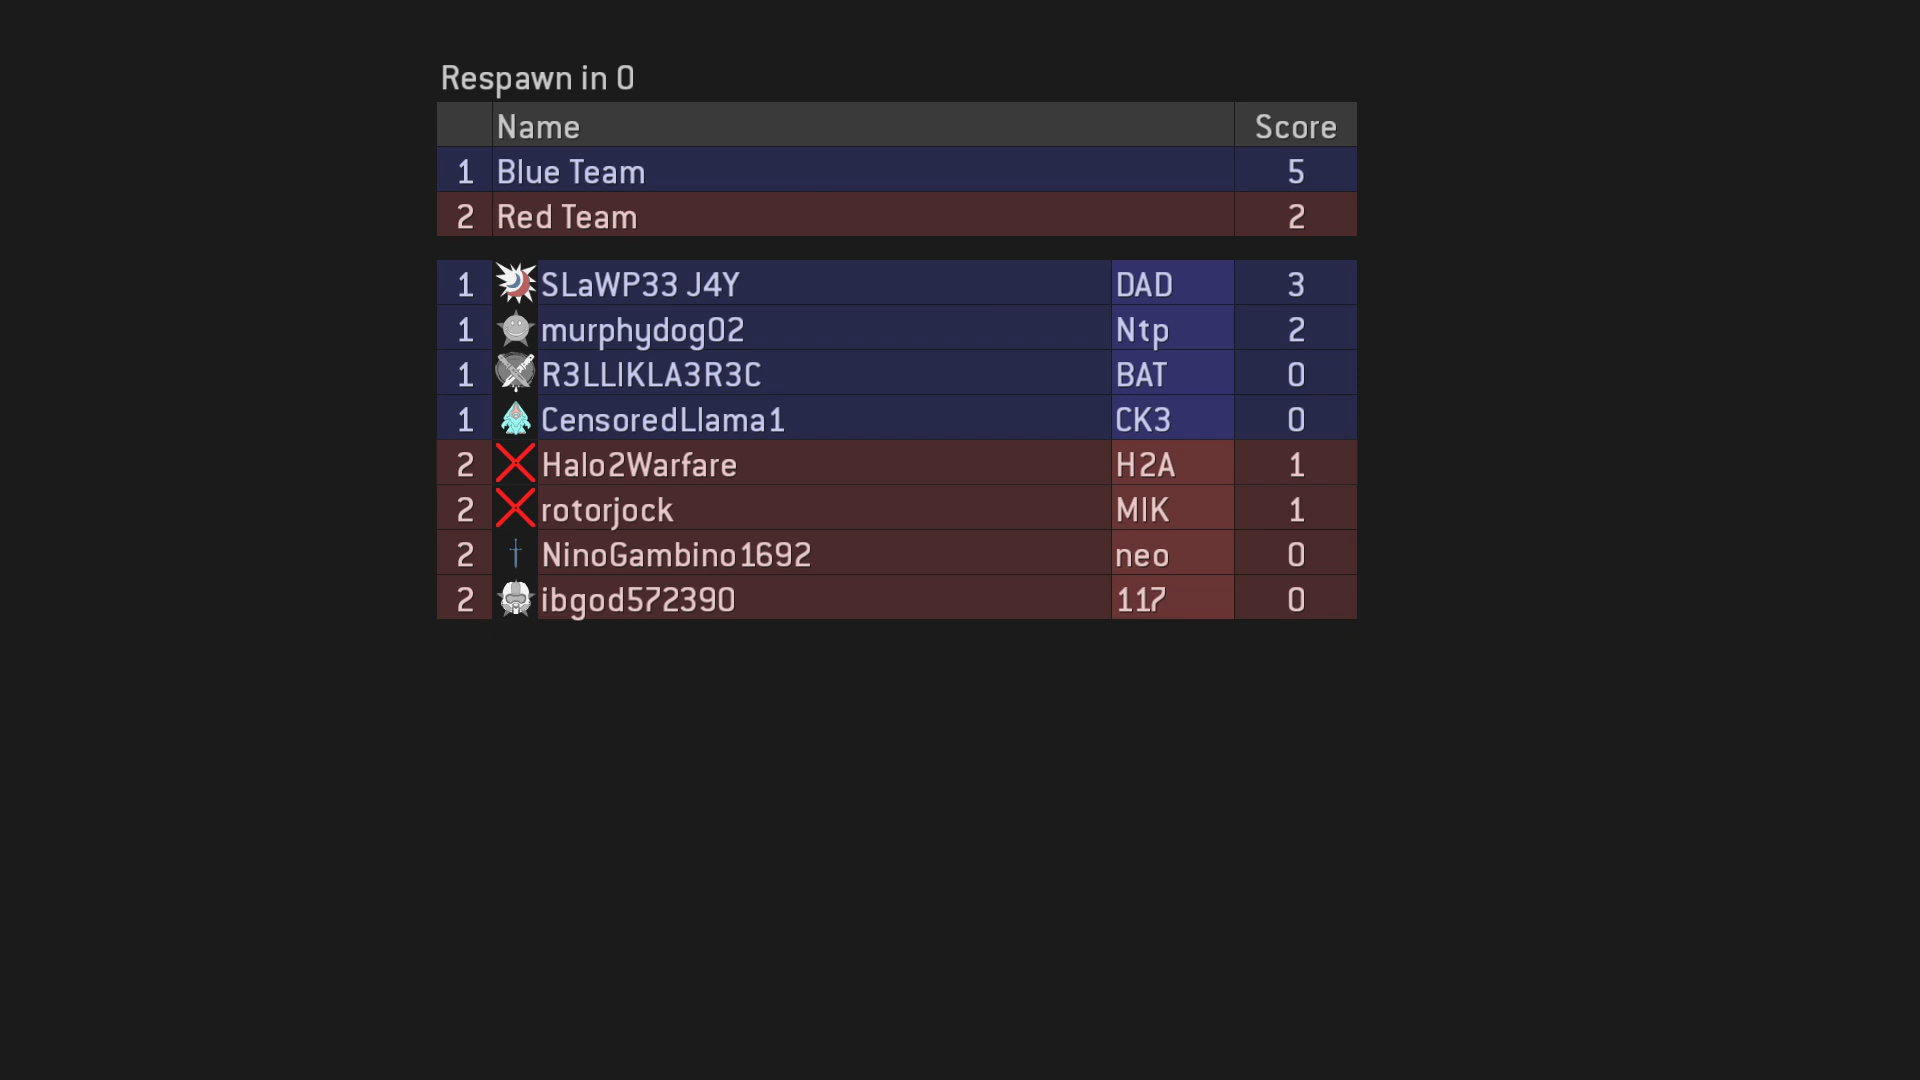 Respawn in 0
Name Score
1 Blue Team 5
2 Red Team 2
1 SLaWP33 J4Y DAD 3
1 murphydog02 Ntp 2
1 R3LLIKLA3R3C BAT 0
1 CensoredLlama1 CK3 0
2 Halo2Warfare H2A 1
2 rotorjock MIK 1
2 NinoGambino1692 neo 0
2 ibgod572390 117 0